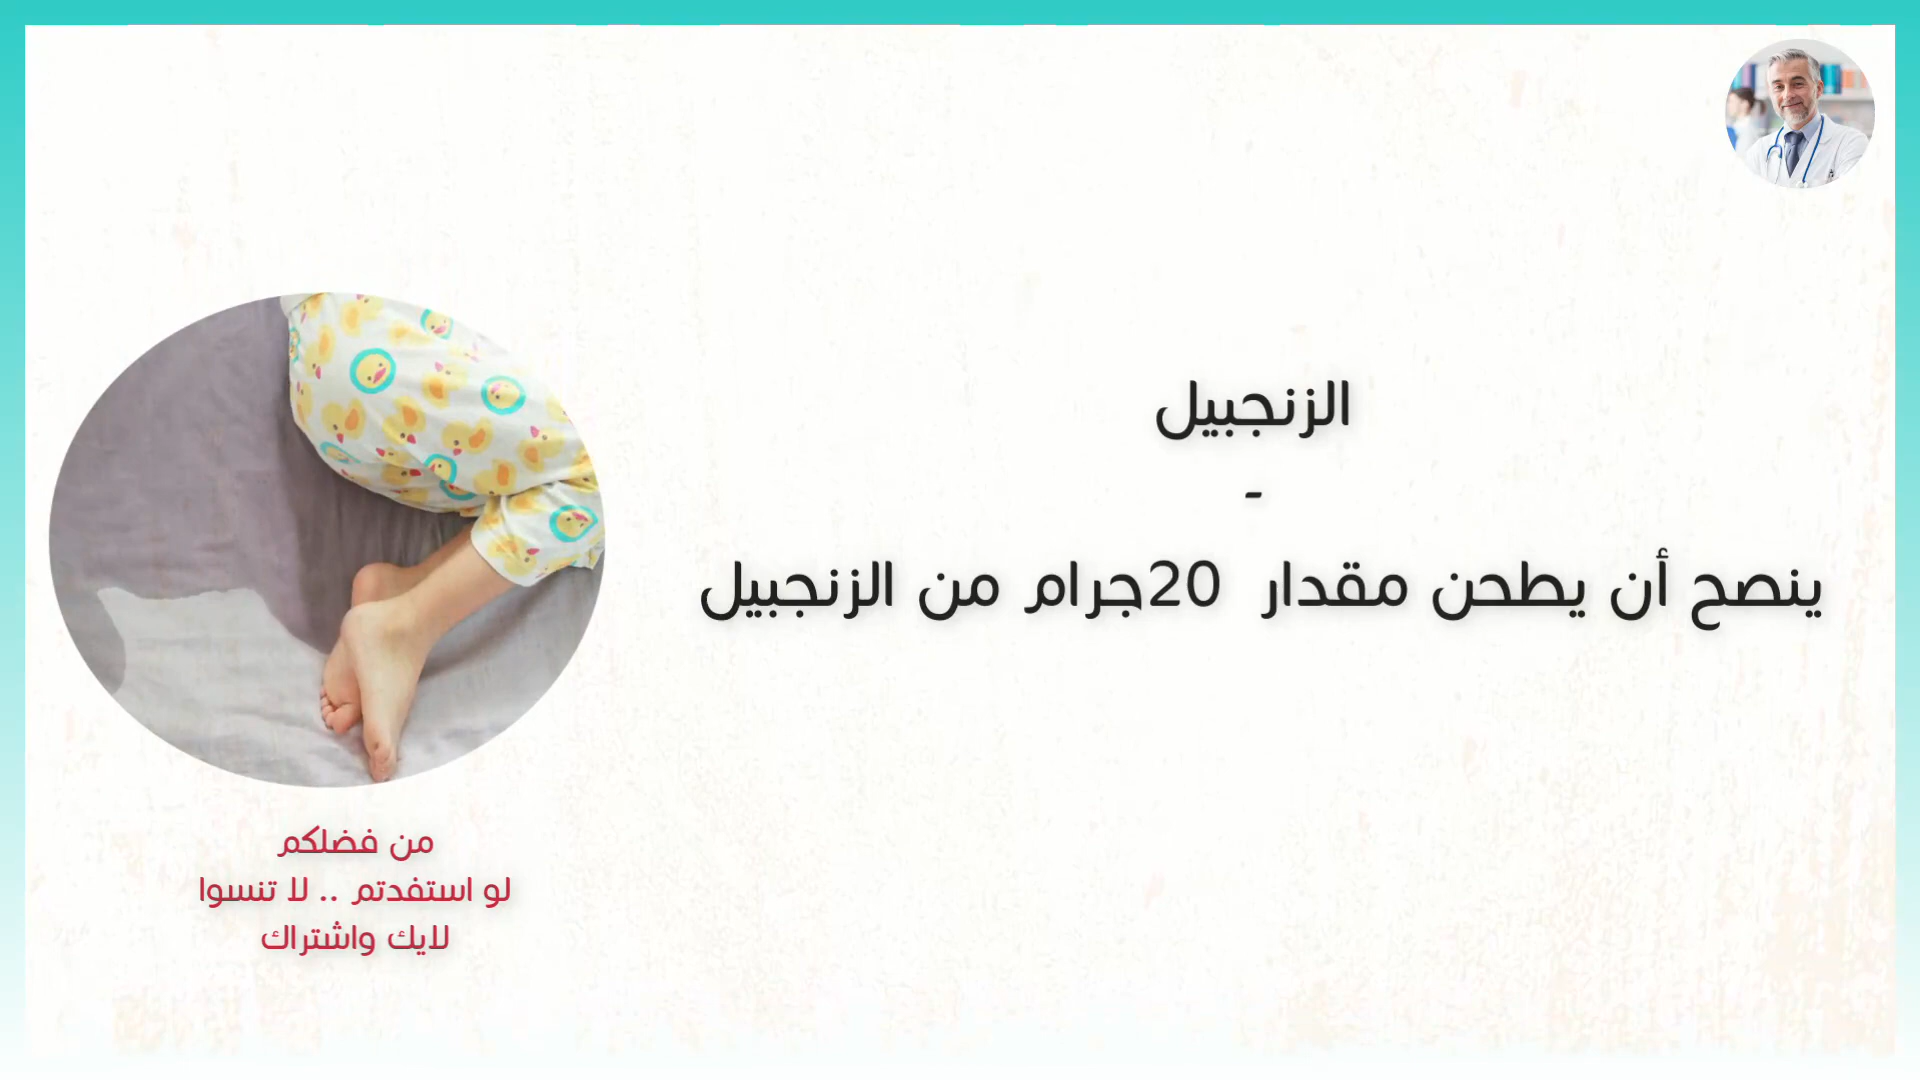 الزنجبيل
-
ينصح أن يطحن مقدار 20جرام من الزنجبيل
من فضلكم
لو استفدتم .. لا تنسوا
لايك واشتراك